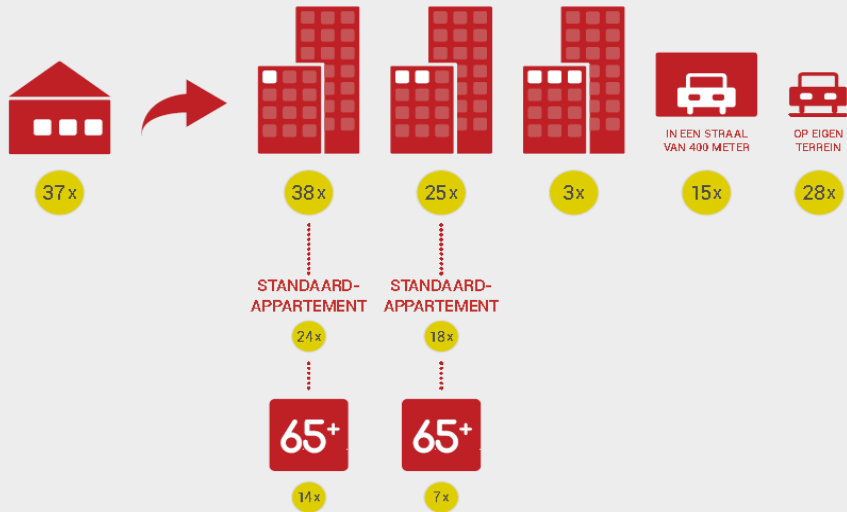 IN EEN STRAAL
VAN 400 METER
OP EIGEN
TERREIN
37x
38x
25x
3x
15x
28x
STANDAARD-
APPARTEMENT
STANDAARD-
APPARTEMENT
24x
18x
65+
65+
14x
7x